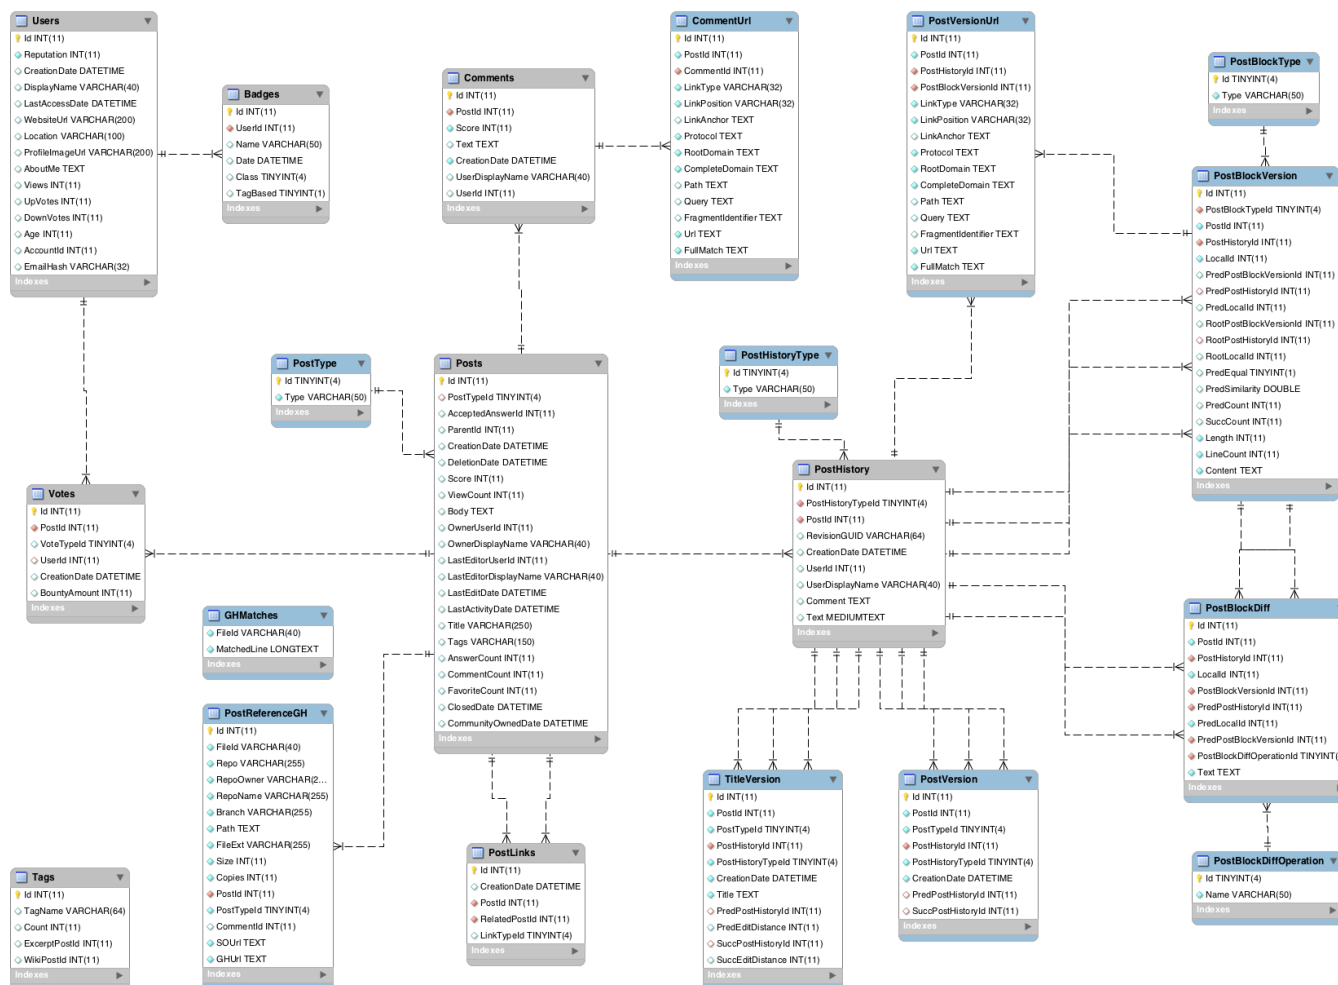 Users
Id INT(11)
Reputation INT(11)
CreationDate DATETIME
DisplayName VARCHAR(40)
LastAccessDate DATETIME
WebsiteUrl VARCHAR(200)
Location VARCHAR(100)
ProfileImageUrl VARCHAR(200)
AboutMe TEXT
Views INT(11)
UpVotes INT(11)
DownVotes INT(11)
Age INT(11)
AccountId INT(11)
EmailHash VARCHAR(32)
Indexes
Badges
Id INT(11)
UserId INT(11)
Name VARCHAR(50)
Date DATETIME
Class TINYINT(4)
TagBased TINYINT(1)
Indexes
Comments
Id INT(11)
PostId INT(11)
Score INT(11)
Text TEXT
CreationDate DATETIME
UserDisplayName VARCHAR(40)
UserId INT(11)
Indexes
CommentUrl
Id INT(11)
PostId INT(11)
CommentId INT(11)
LinkType VARCHAR(32)
LinkPosition VARCHAR(32)
LinkAnchor TEXT
Protocol TEXT
RootDomain TEXT
CompleteDomain TEXT
Path TEXT
Query TEXT
FragmentIdentifier TEXT
Url TEXT
FullMatch TEXT
Indexes
PostVersionUrl
Id INT(11)
PostId INT(11)
PostHistoryId INT(11)
PostBlockVersionId INT(11)
LinkType VARCHAR(32)
LinkPosition VARCHAR(32)
LinkAnchor TEXT
Protocol TEXT
RootDomain TEXT
CompleteDomain TEXT
Path TEXT
Query TEXT
FragmentIdentifier TEXT
Url TEXT
FullMatch TEXT
Indexes
PostBlockType
Id TINYINT(4)
Type VARCHAR(50)
Indexes
PostBlockVersion
Id INT(11)
PostBlockTypeId TINYINT(4)
PostId INT(11)
PostHistoryId INT(11)
LocalId INT(11)
PredPostBlockVersionId INT(11)
PredPostHistoryId INT(11)
PredLocalId INT(11)
RootPostBlockVersionId INT(11)
RootPostHistoryId INT(11)
RootLocalId INT(11)
PredEqual TINYINT(1)
PredSimilarity DOUBLE
PredCount INT(11)
SuccCount INT(11)
Length INT(11)
LineCount INT(11)
Content TEXT
Indexes
PostType
Id TINYINT(4)
Type VARCHAR(50)
Indexes
Posts
Id INT(11)
PostTypeId TINYINT(4)
AcceptedAnswerId INT(11)
ParentId INT(11)
CreationDate DATETIME
DeletionDate DATETIME
Score INT(11)
ViewCount INT(11)
Body TEXT
OwnerUserId INT(11)
OwnerDisplayName VARCHAR(40)
LastEditorUserId INT(11)
LastEditorDisplayName VARCHAR(40)
LastEditDate DATETIME
LastActivityDate DATETIME
Title VARCHAR(250)
Tags VARCHAR(150)
AnswerCount INT(11)
CommentCount INT(11)
FavoriteCount INT(11)
ClosedDate DATETIME
CommunityOwnedDate DATETIME
Indexes
PostHistoryType
Id TINYINT(4)
Type VARCHAR(50)
Indexes
PostHistory
Id INT(11)
PostHistoryTypeId TINYINT(4)
PostId INT(11)
RevisionGUID VARCHAR(64)
CreationDate DATETIME
UserId INT(11)
UserDisplayName VARCHAR(40)
Comment TEXT
Text MEDIUMTEXT
Indexes
Votes
Id INT(11)
PostId INT(11)
VoteTypeId TINYINT(4)
UserId INT(11)
CreationDate DATETIME
BountyAmount INT(11)
Indexes
GHMatches
FileId VARCHAR(40)
MatchedLine LONGTEXT
Indexes
PostReferenceGH
Id INT(11)
FileId VARCHAR(40)
Repo VARCHAR(255)
RepoOwner VARCHAR(2...
RepoName VARCHAR(255)
Branch VARCHAR(255)
Path TEXT
FileExt VARCHAR(255)
Size INT(11)
Copies INT(11)
PostId INT(11)
PostTypeId TINYINT(4)
CommentId INT(11)
SOUrl TEXT
GHUrl TEXT
Indexes
Tags
Id INT(11)
TagName VARCHAR(64)
Count INT(11)
ExcerptPostId INT(11)
WikiPostId INT(11)
Indexes
PostLinks
Id INT(11)
CreationDate DATETIME
PostId INT(11)
RelatedPostId INT(11)
LinkTypeId TINYINT(4)
Indexes
TitleVersion
Id INT(11)
PostId INT(11)
PostTypeId TINYINT(4)
PostHistoryId INT(11)
PostHistoryTypeId TINYINT(4)
CreationDate DATETIME
Title TEXT
PredPostHistoryId INT(11)
PredEditDistance INT(11)
SuccPostHistoryId INT(11)
SuccEditDistance INT(11)
Indexes
PostVersion
Id INT(11)
PostId INT(11)
PostTypeId TINYINT(4)
PostHistoryId INT(11)
PostHistoryTypeId TINYINT(4)
CreationDate DATETIME
PredPostHistoryId INT(11)
SuccPostHistoryId INT(11)
Indexes
PostBlockDiff
Id INT(11)
PostId INT(11)
PostHistoryId INT(11)
LocalId INT(11)
PostBlockVersionId INT(11)
PredPostHistoryId INT(11)
PredLocalId INT(11)
PredPostBlockVersionId INT(11)
PostBlockDiffOperationId TINYINT(
Text TEXT
Indexes
PostBlockDiffOperation
Id TINYINT(4)
Name VARCHAR(50)
Indexes